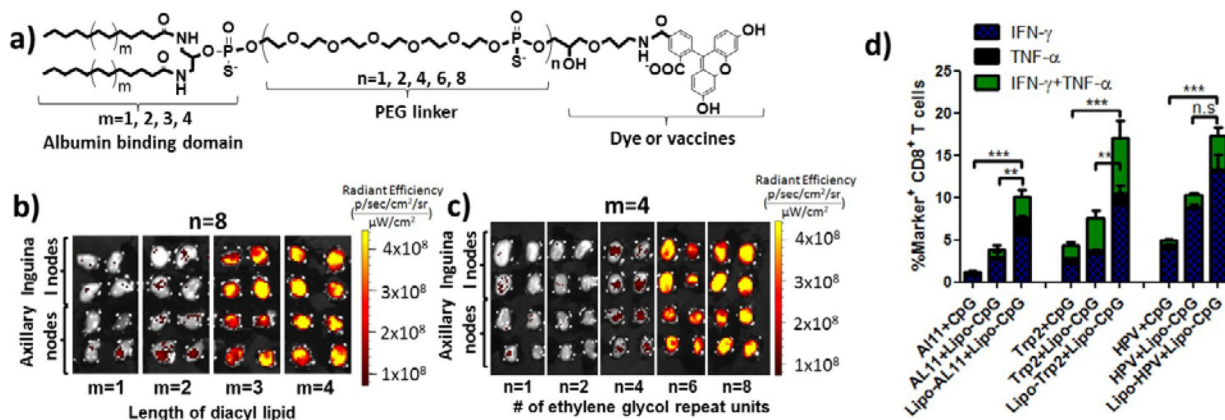 a)
m
O
NH
O
O
P
S-
O
O
O
O
O
O
O
P
S-
O
n
OH
O
N
H
O
OOC
OH
O
OH
NH
O
m
n=1, 2, 4, 6, 8
PEG linker
m=1, 2, 3, 4
Albumin binding domain
Dye or vaccines
b)
n=8
Radiant Efficiency
p/sec/cm²/sr
µW/cm²
4x10⁸
3x10⁸
2x10⁸
1x10⁸
Axillary Inguina
nodes l nodes
m=1 m=2 m=3 m=4
Length of diacyl lipid
c)
m=4
Radiant Efficiency
p/sec/cm²/sr
µW/cm²
4x10⁸
3x10⁸
2x10⁸
1x10⁸
Axillary Inguina
nodes l nodes
n=1 n=2 n=4 n=6 n=8
# of ethylene glycol repeat units
d)
IFN-γ
TNF-α
IFN-γ+TNF-α
%Marker⁺ CD8⁺ T cells
25
20
15
10
5
0
***
**
***
**
***
n.s
Al11+CpG
AL11+Lipo-CpG
Lipo-AL11+Lipo-CpG
Trp2+CpG
Trp2+Lipo-CpG
Lipo-Trp2+Lipo-CpG
HPV+CpG
HPV+Lipo-CpG
Lipo-HPV+Lipo-CpG